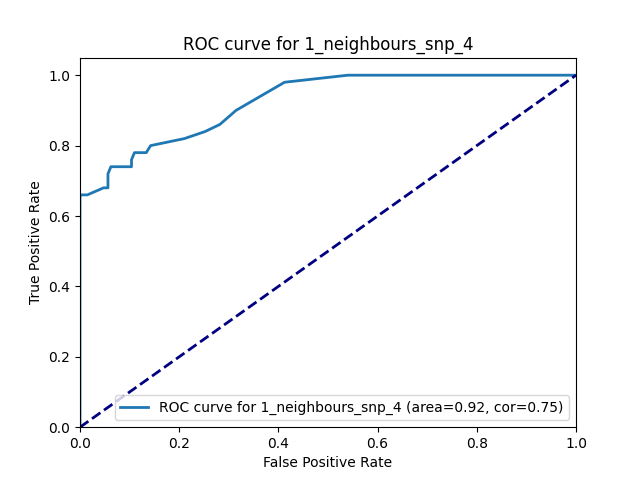 ROC curve for 1_neighbours_snp_4
True Positive Rate
1.0
0.8
0.6
0.4
0.2
0.0
ROC curve for 1_neighbours_snp_4 (area=0.92, cor=0.75)
0.0 0.2 0.4 0.6 0.8 1.0
False Positive Rate